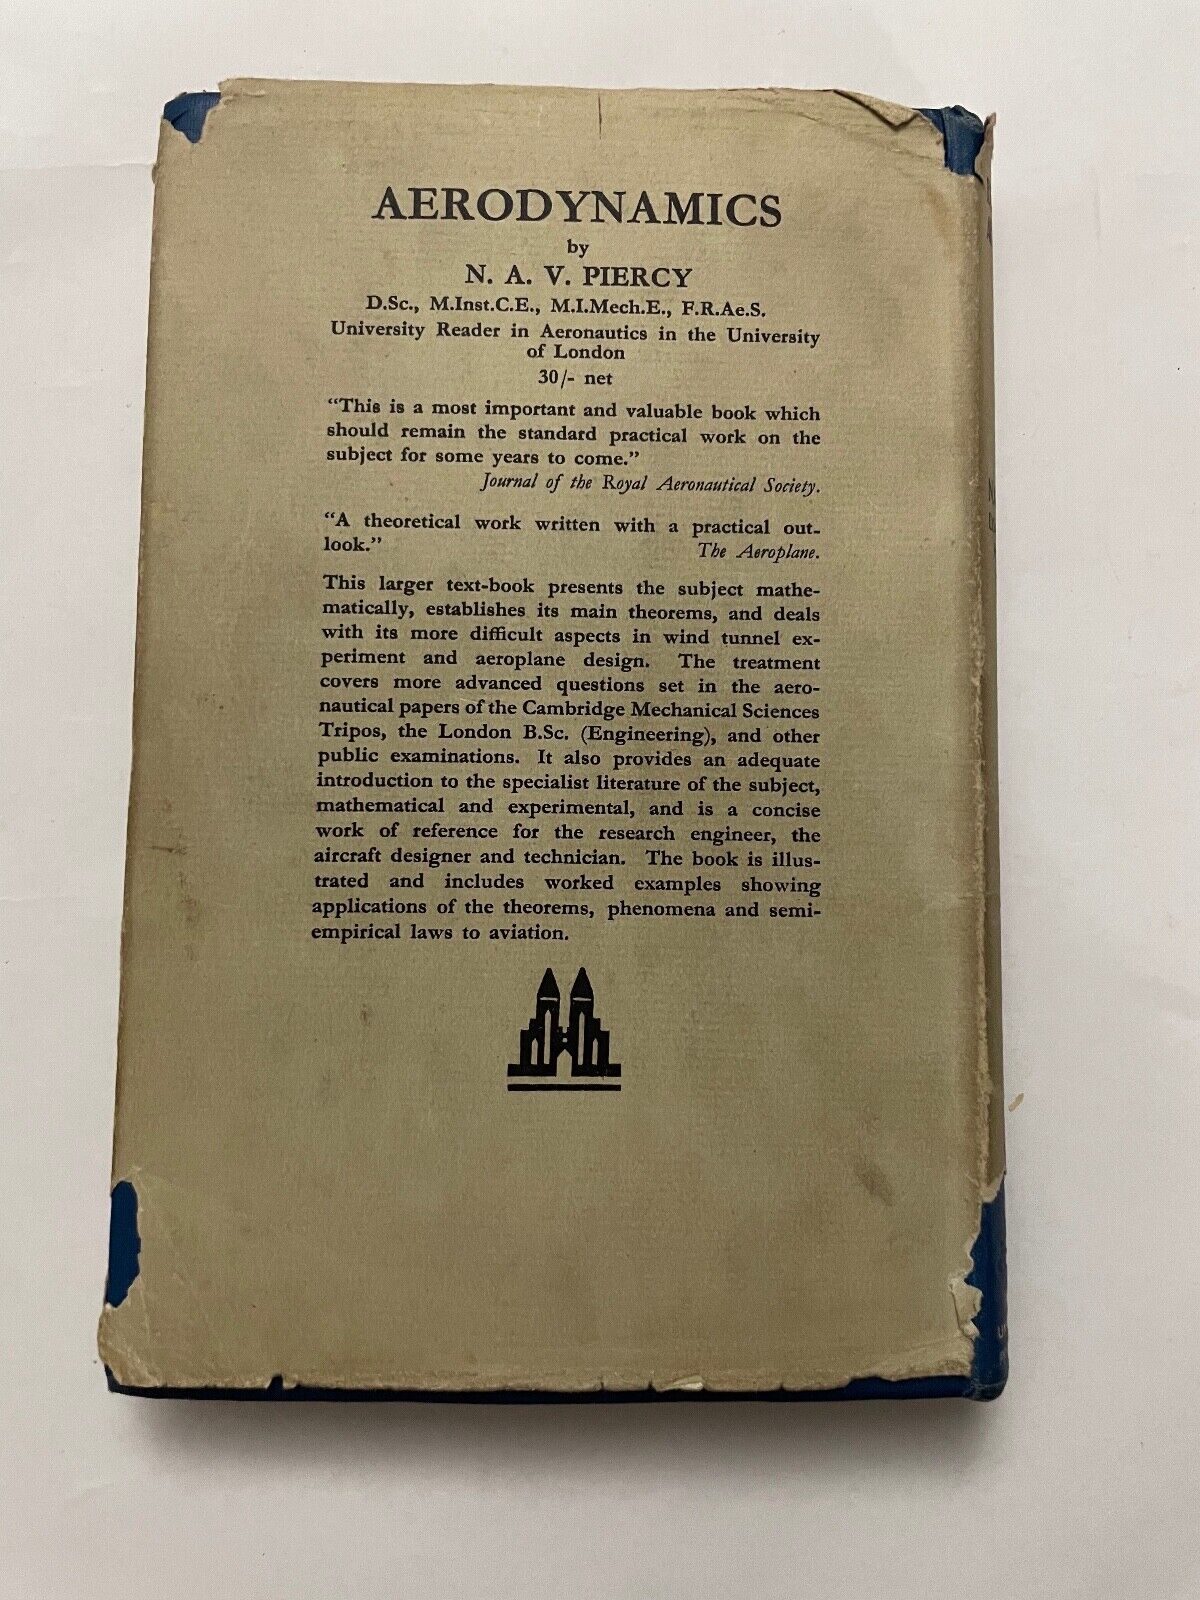 AERODYNAMICS
by
N. A. V. PIERCY
D.Sc., M.Inst.C.E., M.I.Mech.E., F.R.Ae.S.
University Reader in Aeronautics in the University
of London
30/- net
"This is a most important and valuable book which
should remain the standard practical work on the
subject for some years to come."
Journal of the Royal Aeronautical Society.
"A theoretical work written with a practical out-
look." The Aeroplane.
This larger text-book presents the subject mathe-
matically, establishes its main theorems, and deals
with its more difficult aspects in wind tunnel ex-
periment and aeroplane design. The treatment
covers more advanced questions set in the aero-
nautical papers of the Cambridge Mechanical Sciences
Tripos, the London B.Sc. (Engineering), and other
public examinations. It also provides an adequate
introduction to the specialist literature of the subject,
mathematical and experimental, and is a concise
work of reference for the research engineer, the
aircraft designer and technician. The book is illus-
trated and includes worked examples showing
applications of the theorems, phenomena and semi-
empirical laws to aviation.